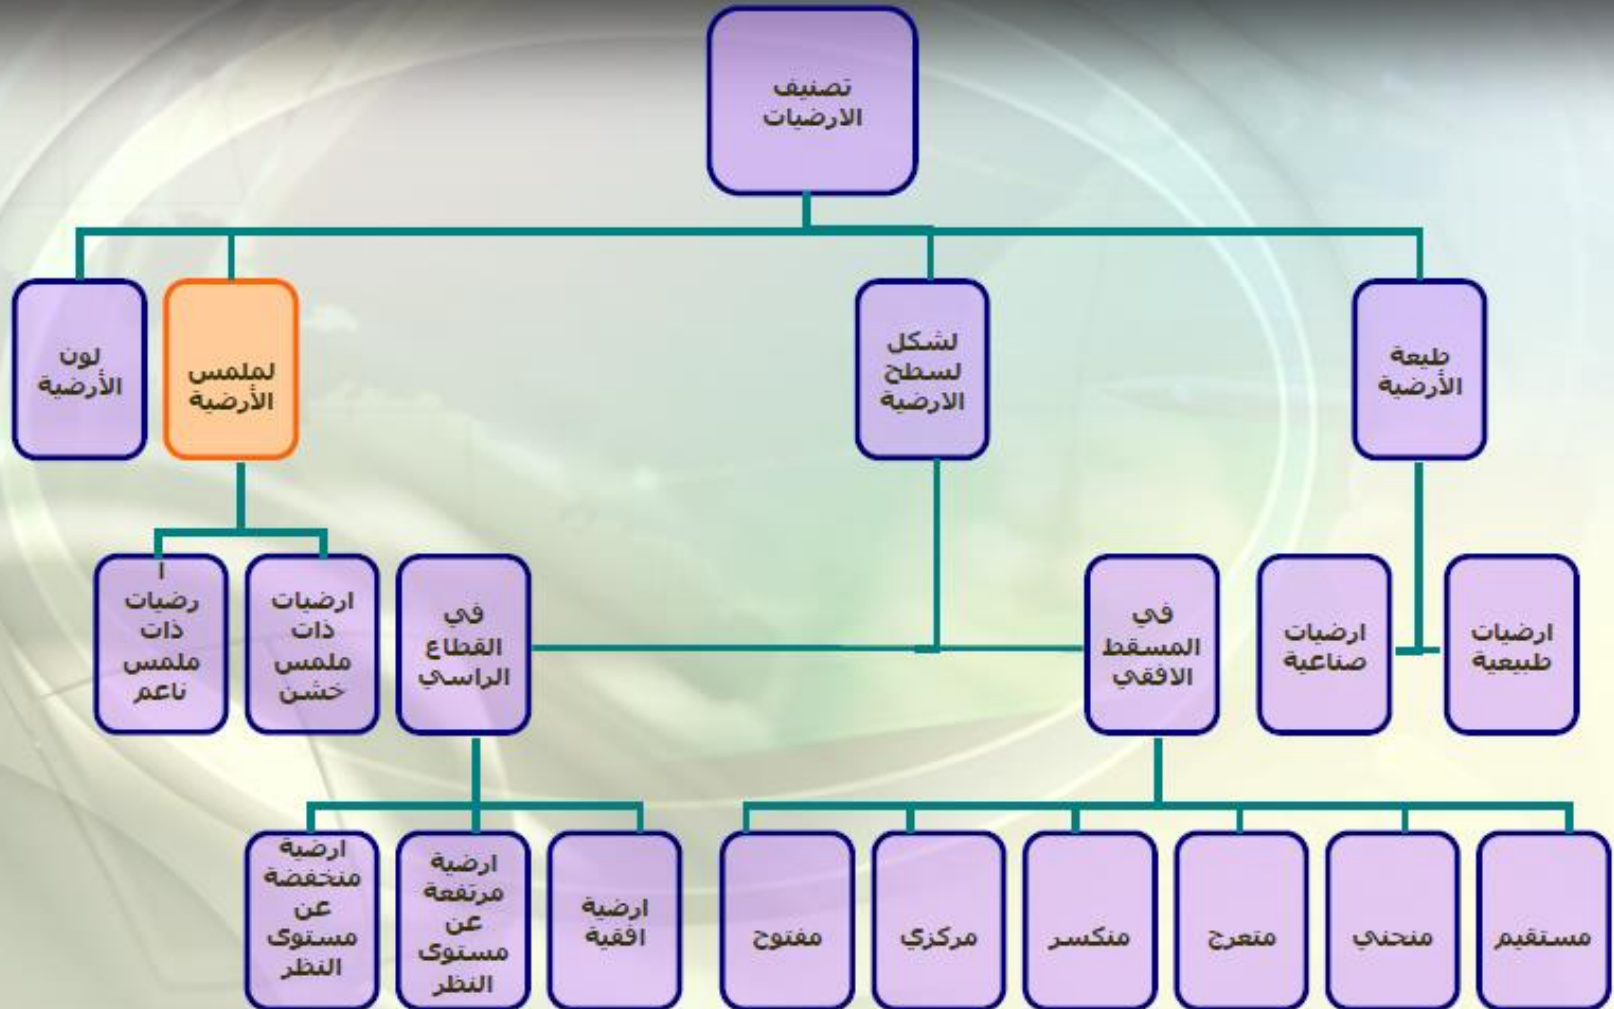 تصنيف
الارضيات
طيعة
الأرضية
لشكل
لسطح
الارضية
لملمس
الأرضية
لون
الأرضية
ارضيات
طبيعية
ارضيات
صناعية
في
المسقط
الافقي
في
القطاع
الراسي
ارضيات
ذات
ملمس
خشن
ا
رضيات
ذات
ملمس
ناعم
مستقيم
منحني
متعرج
منكسر
مركزي
مفتوح
ارضية
افقية
ارضية
مرتفعة
عن
مستوى
النظر
ارضية
منخفضة
عن
مستوى
النظر